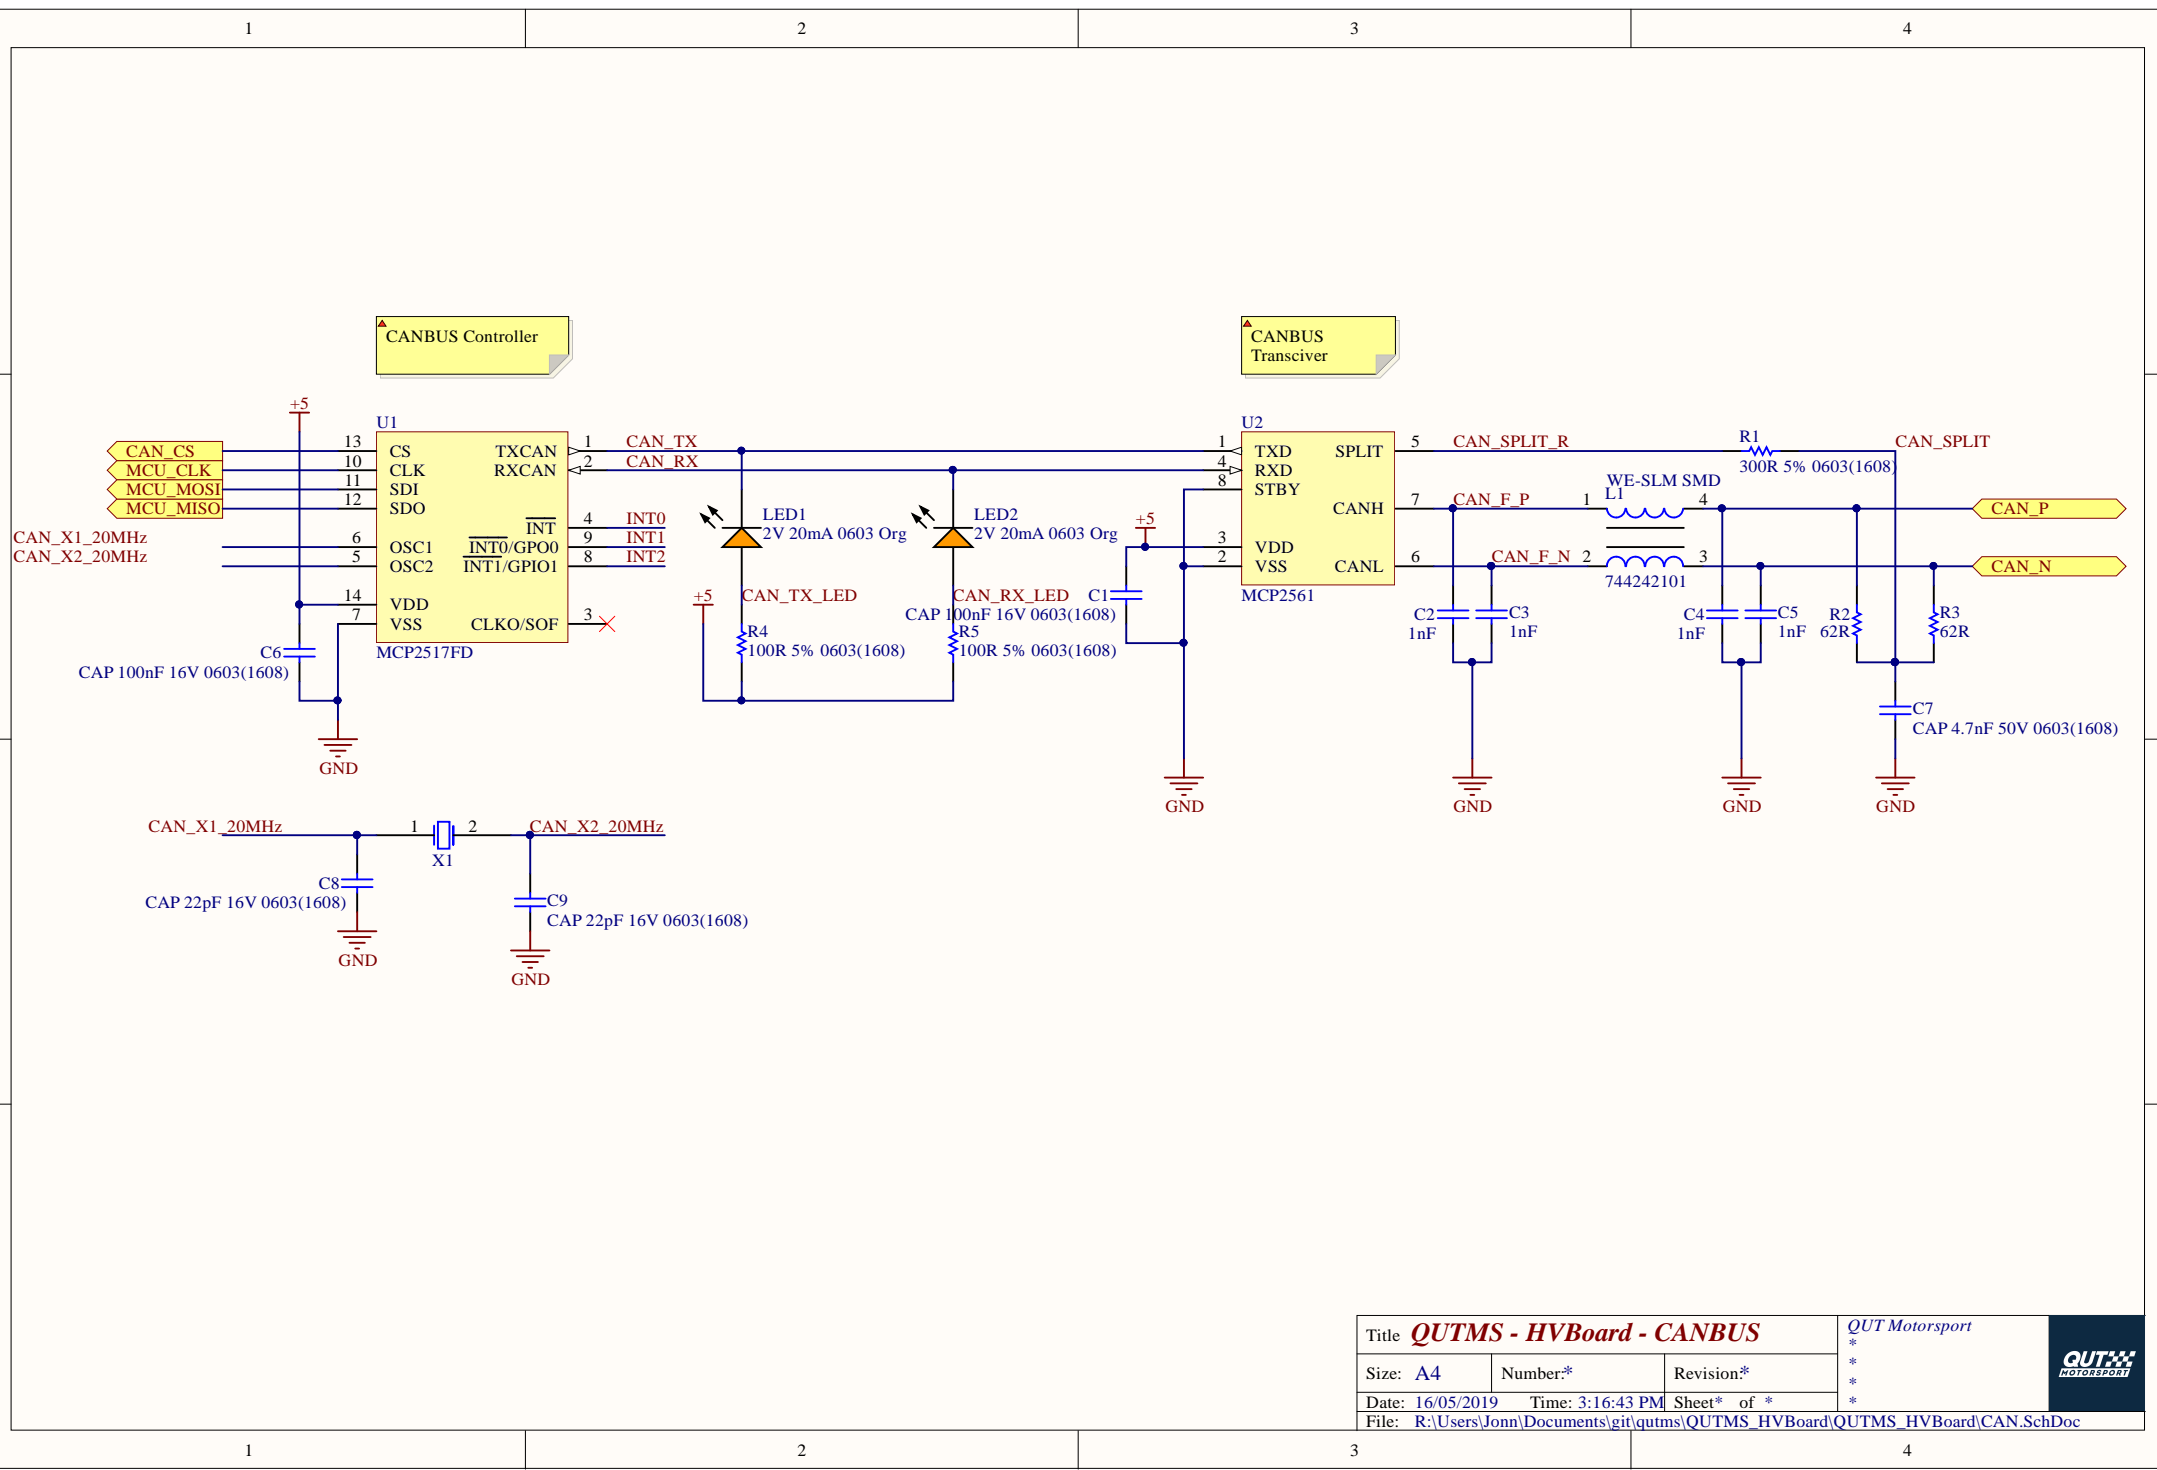 1 2 3 4
CANBUS Controller
CANBUS
Transciver
+5
U1
CAN_CS 13 CS TXCAN 1 CAN_TX
MCU_CLK 10 CLK RXCAN 2 CAN_RX
MCU_MOSI 11 SDI
MCU_MISO 12 SDO
INT 4 INT0
CAN_X1_20MHz 6 OSC1 INT0/GPO0 9 INT1
CAN_X2_20MHz 5 OSC2 INT1/GPIO1 8 INT2
14 VDD
7 VSS CLKO/SOF 3
MCP2517FD
C6
CAP 100nF 16V 0603(1608)
GND
LED1
2V 20mA 0603 Org
LED2
2V 20mA 0603 Org
+5
CAN_TX_LED
CAN_RX_LED
R4
100R 5% 0603(1608)
R5
100R 5% 0603(1608)
+5
C1
CAP 100nF 16V 0603(1608)
U2
1 TXD SPLIT 5 CAN_SPLIT_R
4 RXD
8 STBY
CANH 7 CAN_F_P
3 VDD
2 VSS CANL 6 CAN_F_N
MCP2561
GND
R1
300R 5% 0603(1608)
CAN_SPLIT
WE-SLM SMD
L1
1 4
2 3
744242101
CAN_P
CAN_N
C2
1nF
C3
1nF
GND
C4
1nF
C5
1nF
GND
R2
62R
R3
62R
C7
CAP 4.7nF 50V 0603(1608)
GND
CAN_X1_20MHz 1 2 CAN_X2_20MHz
X1
C8
CAP 22pF 16V 0603(1608)
GND
C9
CAP 22pF 16V 0603(1608)
GND
Title QUTMS - HVBoard - CANBUS
QUT Motorsport
*
*
*
*
Size: A4 Number:* Revision:*
Date: 16/05/2019 Time: 3:16:43 PM Sheet* of *
File: R:\Users\Jonn\Documents\git\qutms\QUTMS_HVBoard\QUTMS_HVBoard\CAN.SchDoc
QUT
MOTORSPORT
1 2 3 4